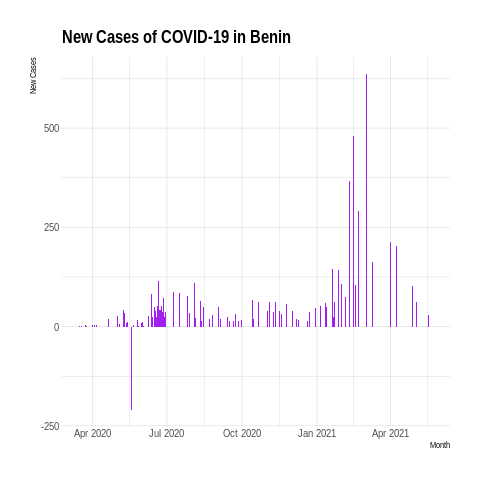 New Cases of COVID-19 in Benin
New Cases
500
250
0
-250
Apr 2020 Jul 2020 Oct 2020 Jan 2021 Apr 2021
Month